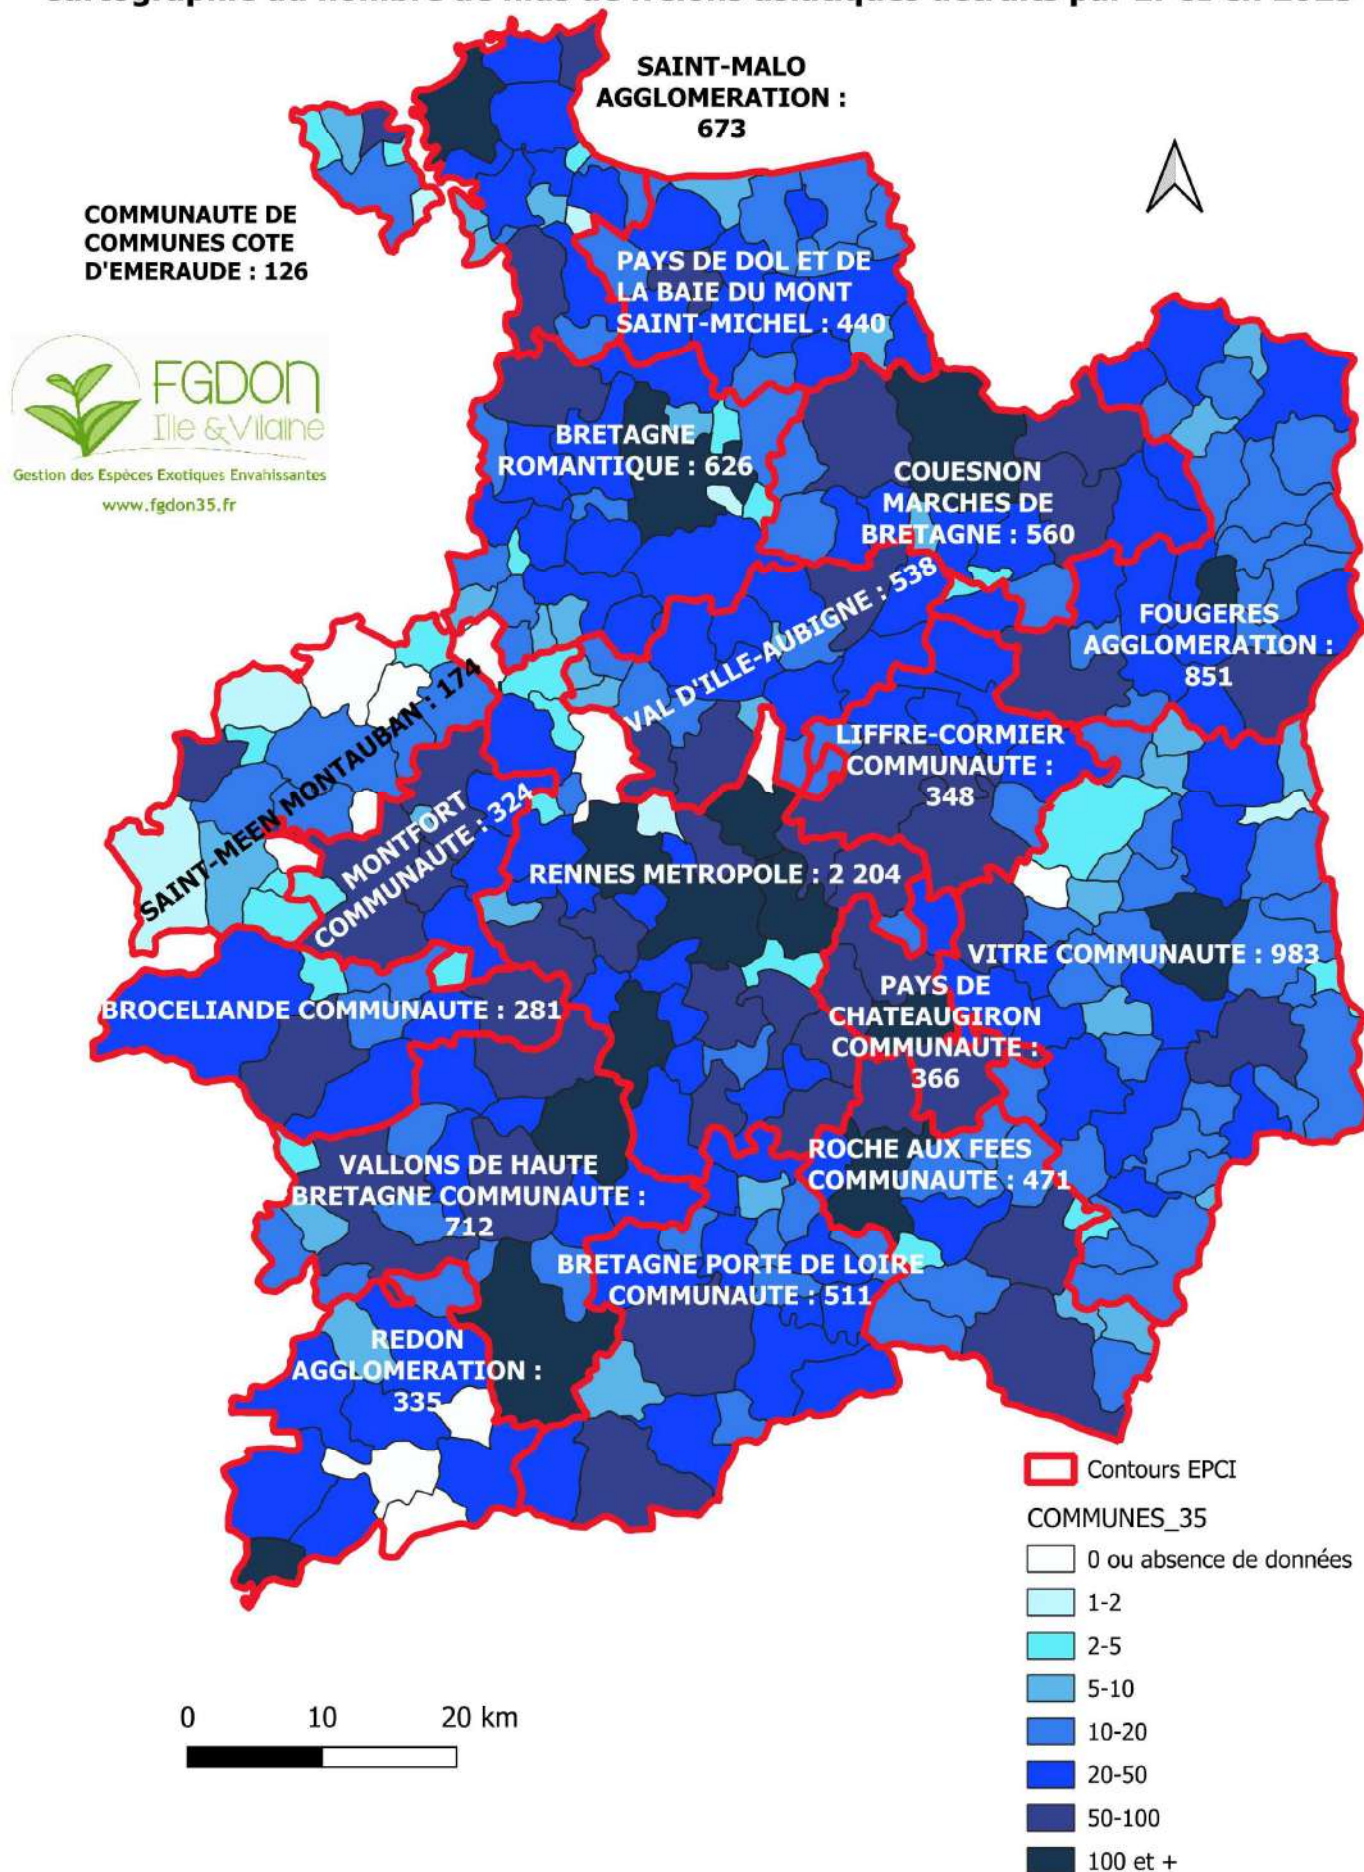 SAINT-MALO
AGGLOMERATION :
673
COMMUNAUTE DE
COMMUNES COTE
D'EMERAUDE : 126
PAYS DE DOL ET DE
LA BAIE DU MONT
SAINT-MICHEL : 440
FGDON
Ille & Vilaine
Gestion des Espèces Exotiques Envahissantes
www.fgdon35.fr
BRETAGNE
ROMANTIQUE : 626
COUESNON
MARCHES DE
BRETAGNE : 560
VAL D'ILLE-AUBIGNE : 538
FOUGERES
AGGLOMERATION :
851
SAINT-MEEN MONTAUBAN : 174
MONTFORT
COMMUNAUTE : 324
LIFFRE-CORMIER
COMMUNAUTE :
348
RENNES METROPOLE : 2 204
VITRE COMMUNAUTE : 983
PAYS DE
CHATEAUGIRON
COMMUNAUTE :
366
BROCELIANDE COMMUNAUTE : 281
VALLONS DE HAUTE
BRETAGNE COMMUNAUTE :
712
ROCHE AUX FEES
COMMUNAUTE : 471
BRETAGNE PORTE DE LOIRE
COMMUNAUTE : 511
REDON
AGGLOMERATION :
335
Contours EPCI
COMMUNES_35
0 ou absence de données
1-2
2-5
5-10
10-20
20-50
50-100
100 et +
0 10 20 km